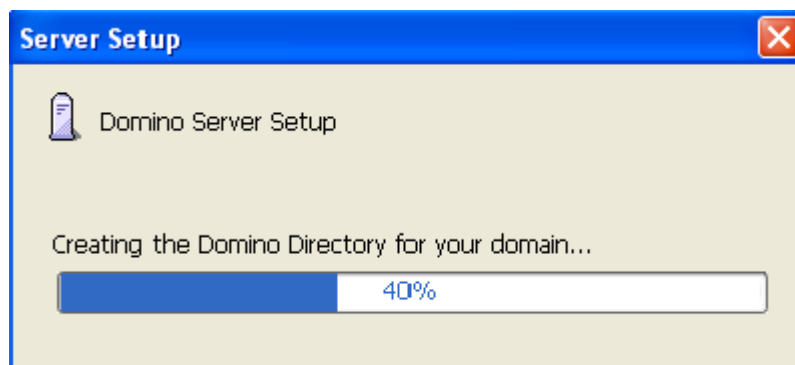 Server Setup
Domino Server Setup
Creating the Domino Directory for your domain...
40%